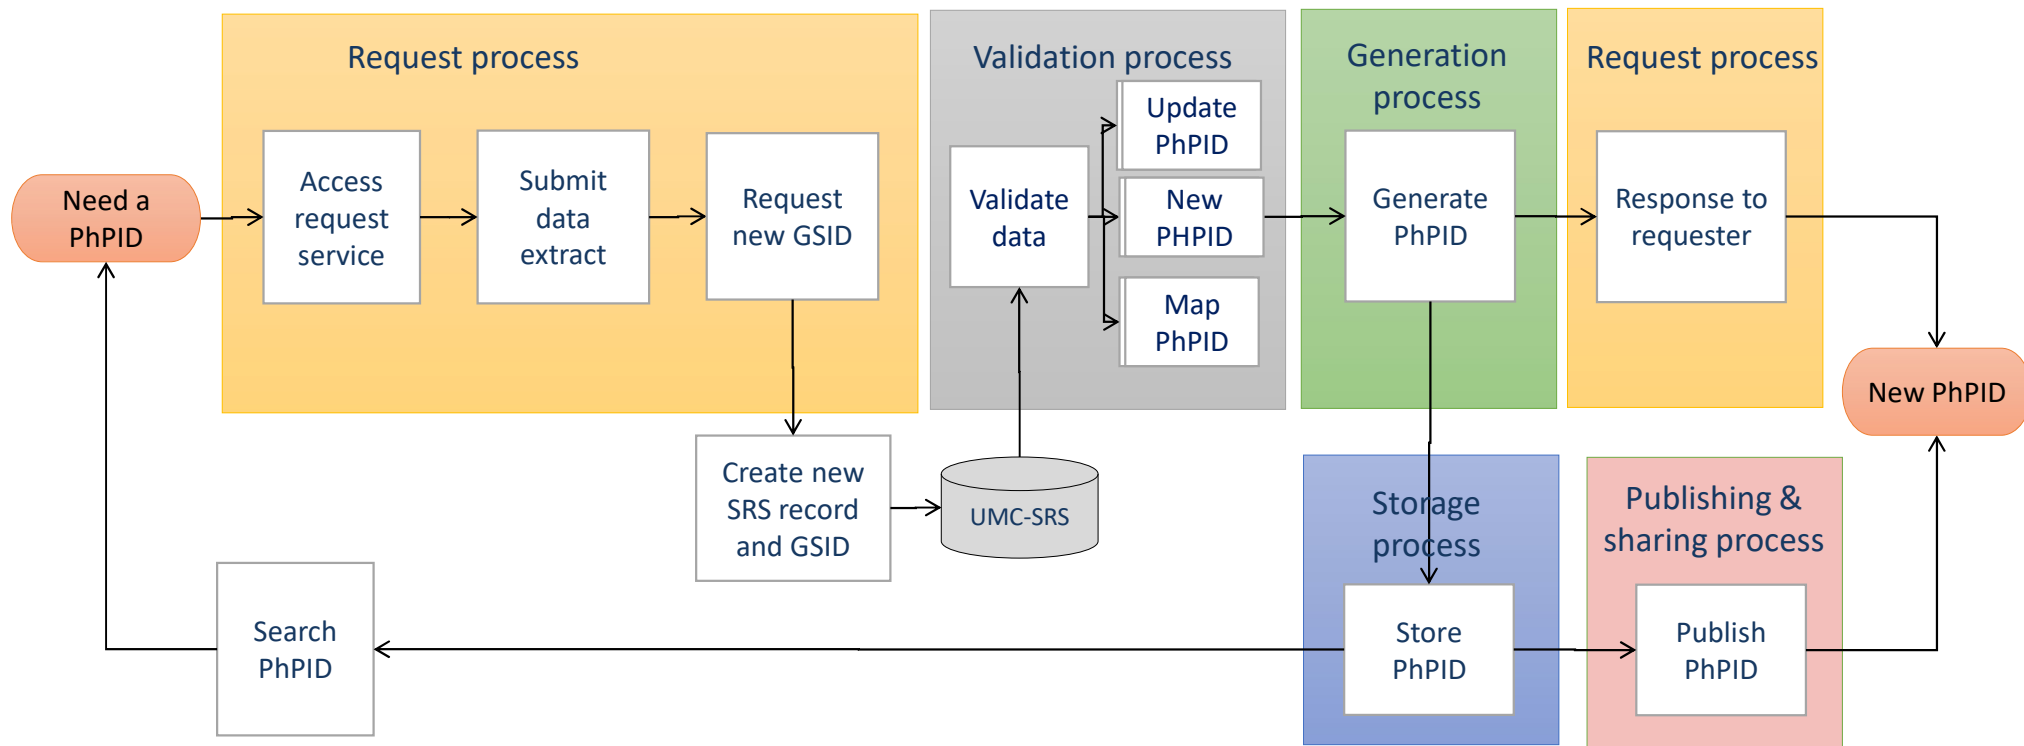 Request process
Validation process
Generation
process
Request process
Need a
PhPID
Access
request
service
Submit
data
extract
Request
new GSID
Validate
data
Update
PhPID
New
PHPID
Map
PhPID
Generate
PhPID
Response to
requester
New PhPID
Create new
SRS record
and GSID
UMC-SRS
Storage
process
Publishing &
sharing process
Search
PhPID
Store
PhPID
Publish
PhPID